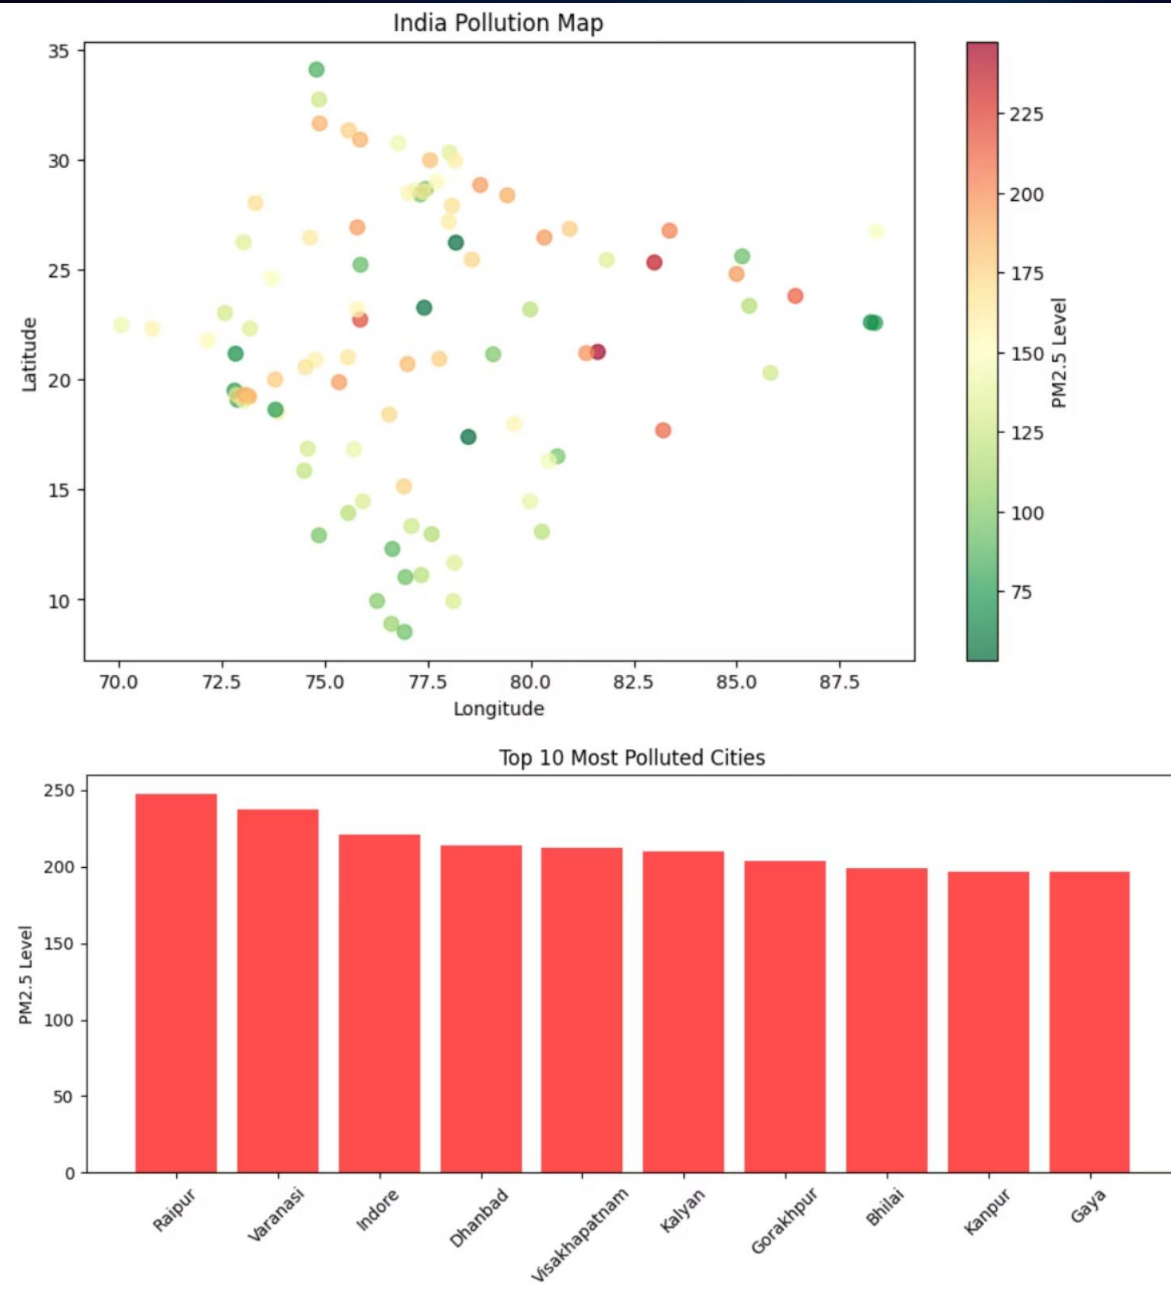 India Pollution Map
35
30
25
20
15
10
Latitude
70.0 72.5 75.0 77.5 80.0 82.5 85.0 87.5
Longitude
225
200
175
150
125
100
75
PM2.5 Level
Top 10 Most Polluted Cities
250
200
150
100
50
0
PM2.5 Level
Raipur
Varanasi
Indore
Dhanbad
Visakhapatnam
Kalyan
Gorakhpur
Bhilai
Kanpur
Gaya